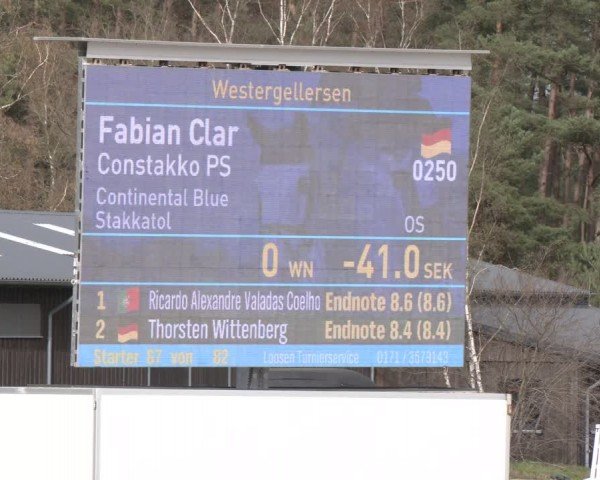 Westergellersen
Fabian Clar
Constakko PS
0250
Continental Blue
Stakkatol
OS
0 WN -41.0 SEK
1 Ricardo Alexandre Valadas Coelho Endnote 8.6 (8.6)
2 Thorsten Wittenberg Endnote 8.4 (8.4)
Starter 67 von 82
Loosen Turnierservice 0171 / 3579143